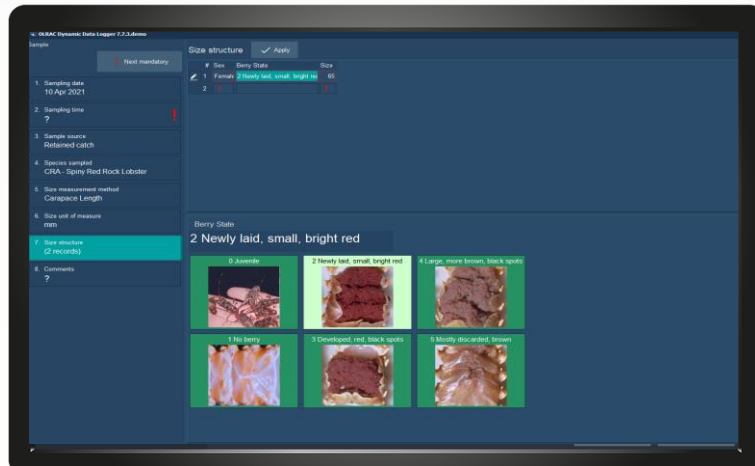 OLRAC Dynamic Data Logger 7.2.3.demo
Sample
Next mandatory
1. Sampling date
10 Apr 2021
2. Sampling time
?
!
3. Sample source
Retained catch
4. Species sampled
CRA - Spiny Red Rock Lobster
5. Size measurement method
Carapace Length
6. Size unit of measure
mm
7. Size structure
(2 records)
8. Comments
?
Size structure
Apply
# Sex Berry State Size
1 Female 2 Newly laid, small, bright re 65
2
Berry State
2 Newly laid, small, bright red
0 Juvenile
2 Newly laid, small, bright red
4 Large, more brown, black spots
1 No berry
3 Developed, red, black spots
5 Mostly discarded, brown